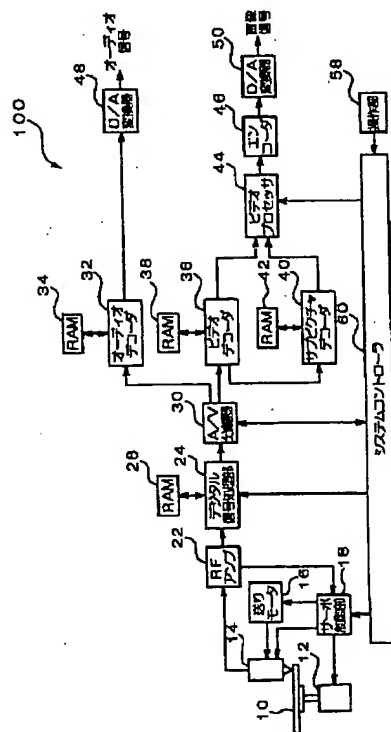 100
48
D/A
変換器
オーディオ
信号
34
RAM
32
オーディオ
デコーダ
50
D/A
変換器
画像
信号
46
エン
コーダ
44
ビデオ
プロセッサ
38
RAM
36
ビデオ
デコーダ
42
RAM
40
サブピクチャ
デコーダ
58
操作部
28
RAM
30
A/V
分離器
24
デジタル
信号処理部
22
RF
アンプ
60
システムコントローラ
14
16
送り
モータ
18
サーボ
制御部
10
12